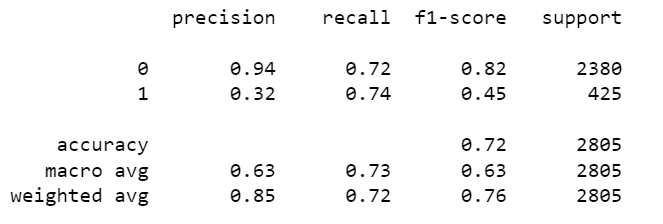 precision recall f1-score support
0 0.94 0.72 0.82 2380
1 0.32 0.74 0.45 425
accuracy 0.72 2805
macro avg 0.63 0.73 0.63 2805
weighted avg 0.85 0.72 0.76 2805